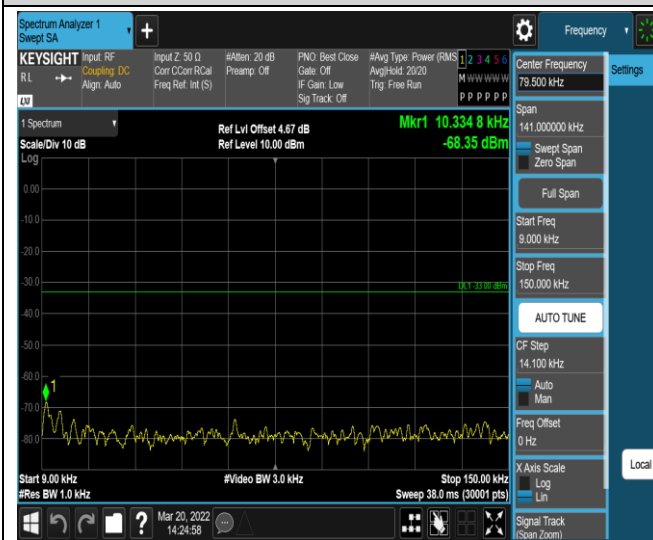 Spectrum Analyzer 1
Swept SA
+
Frequency
KEYSIGHT
RL
LXI
Input: RF
Coupling: DC
Align: Auto
Input Z: 50 Ω
Corr CCorr RCal
Freq Ref: Int (S)
#Atten: 20 dB
Preamp: Off
PNO: Best Close
Gate: Off
IF Gain: Low
Sig Track: Off
#Avg Type: Power (RMS
Avg|Hold: 20/20
Trig: Free Run
1 2 3 4 5 6
M W W W W W
P P P P P P
1 Spectrum
Scale/Div 10 dB
Log
Ref Lvl Offset 4.67 dB
Ref Level 10.00 dBm
Mkr1 10.334 8 kHz
-68.35 dBm
0.00
-10.0
-20.0
-30.0
-40.0
-50.0
-60.0
-70.0
-80.0
DL1 -33.00 dBm
1
Start 9.00 kHz
#Res BW 1.0 kHz
#Video BW 3.0 kHz
Stop 150.00 kHz
Sweep 38.0 ms (30001 pts)
?
Mar 20, 2022
14:24:58
Center Frequency
79.500 kHz
Span
141.000000 kHz
Swept Span
Zero Span
Full Span
Start Freq
9.000 kHz
Stop Freq
150.000 kHz
AUTO TUNE
CF Step
14.100 kHz
Auto
Man
Freq Offset
0 Hz
X Axis Scale
Log
Lin
Signal Track
(Span Zoom)
Settings
Local